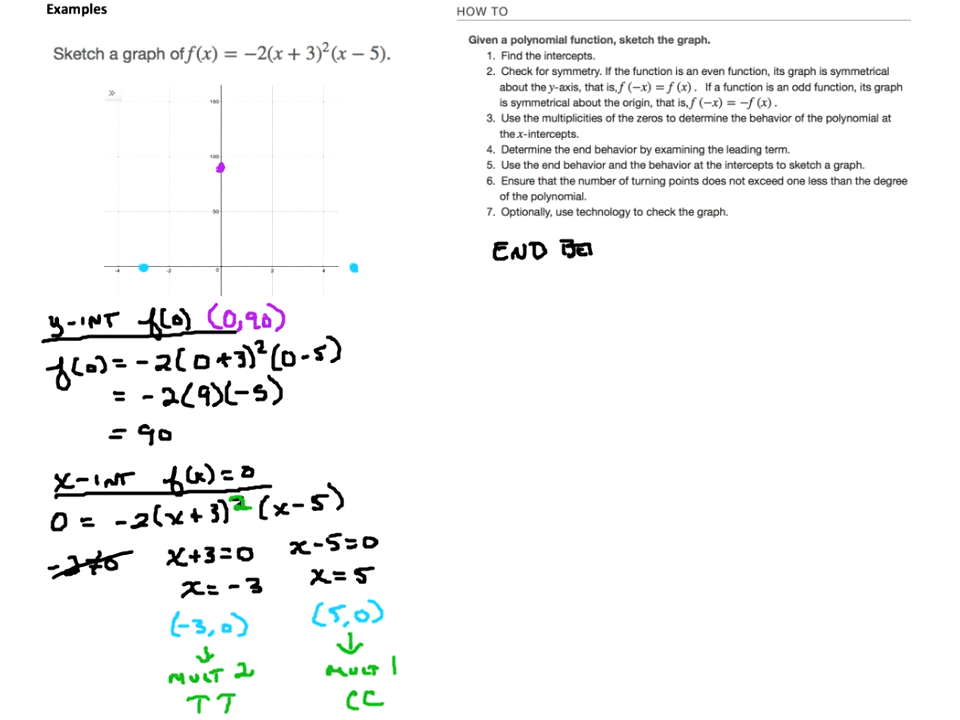 Examples
Sketch a graph of f(x) = −2(x + 3)²(x − 5).
»
150
100
50
-4 -2 0 2 4
y-INT f(0) (0,90)
f(0) = -2(0+3)²(0-5)
= -2(9)(-5)
= 90
x-INT f(x)=0
0 = -2(x+3)²(x-5)
-2≠0 x+3=0 x-5=0
x=-3 x=5
(-3,0) (5,0)
↓ ↓
MULT 2 MULT 1
TT CC
HOW TO
Given a polynomial function, sketch the graph.
1. Find the intercepts.
2. Check for symmetry. If the function is an even function, its graph is symmetrical
about the y-axis, that is, f (−x) = f (x) . If a function is an odd function, its graph
is symmetrical about the origin, that is, f (−x) = −f (x) .
3. Use the multiplicities of the zeros to determine the behavior of the polynomial at
the x-intercepts.
4. Determine the end behavior by examining the leading term.
5. Use the end behavior and the behavior at the intercepts to sketch a graph.
6. Ensure that the number of turning points does not exceed one less than the degree
of the polynomial.
7. Optionally, use technology to check the graph.
END